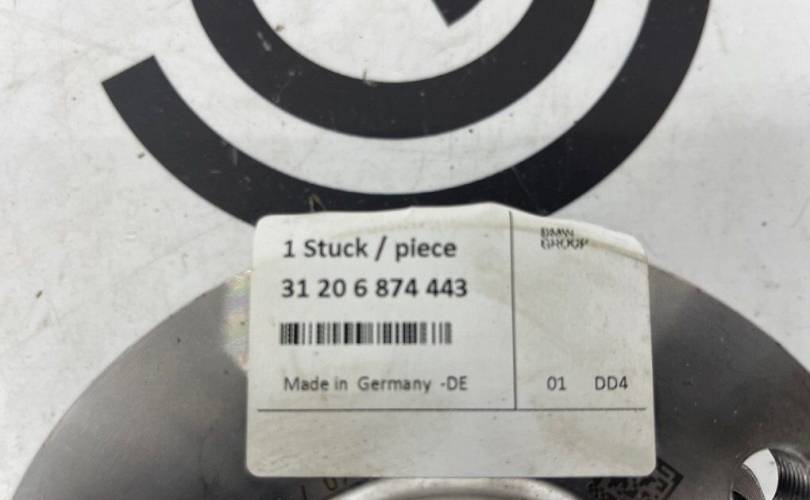 1 Stuck / piece
31 20 6 874 443
Made in Germany -DE
BMW
GROUP
01 DD4